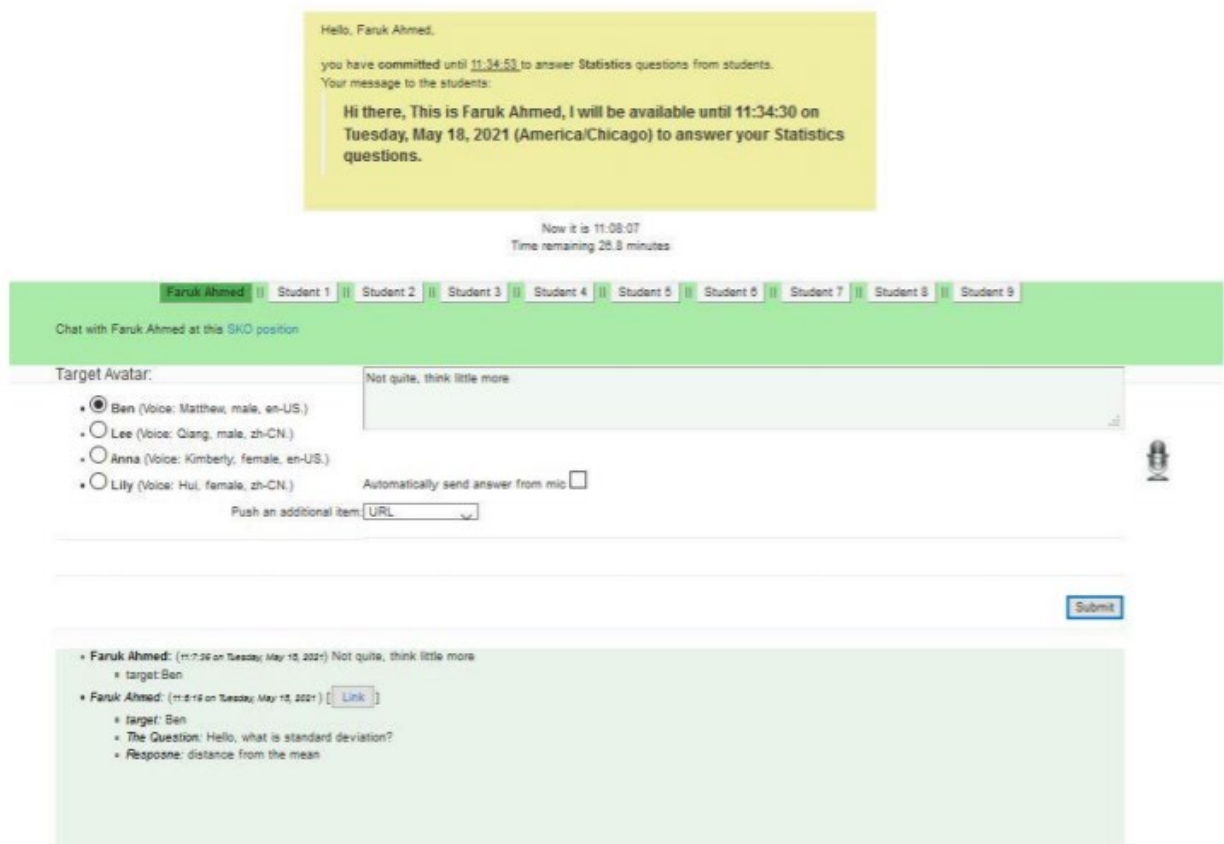 Hello, Faruk Ahmed,
you have committed until 11:34:53 to answer Statistics questions from students.
Your message to the students:
Hi there, This is Faruk Ahmed, I will be available until 11:34:30 on
Tuesday, May 18, 2021 (America/Chicago) to answer your Statistics
questions.
Now it is 11:08:07
Time remaining 26.8 minutes
Faruk Ahmed || Student 1 || Student 2 || Student 3 || Student 4 || Student 5 || Student 6 || Student 7 || Student 8 || Student 9
Chat with Faruk Ahmed at this SKO position
Target Avatar:
Not quite, think little more
Ben (Voice: Matthew, male, en-US.)
Lee (Voice: Qiang, male, zh-CN.)
Anna (Voice: Kimberly, female, en-US.)
Lily (Voice: Hui, female, zh-CN.)
Automatically send answer from mic
Push an additional item: URL
Submit
Faruk Ahmed: (11:7:36 on Tuesday, May 18, 2021) Not quite, think little more
target:Ben
Faruk Ahmed: (on Tuesday, May 18, 2021) [ Link ]
target: Ben
The Question: Hello, what is standard deviation?
Resposne: distance from the mean